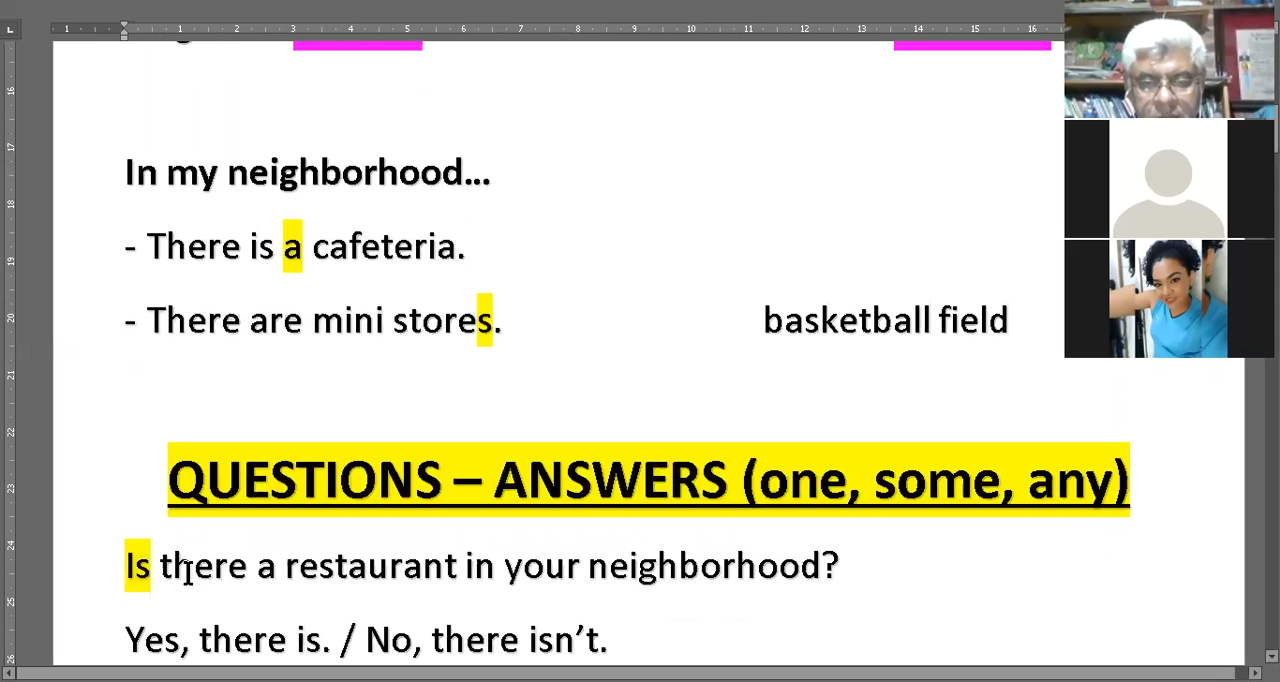 In my neighborhood...
- There is a cafeteria.
- There are mini stores. basketball field
QUESTIONS – ANSWERS (one, some, any)
Is there a restaurant in your neighborhood?
Yes, there is. / No, there isn’t.